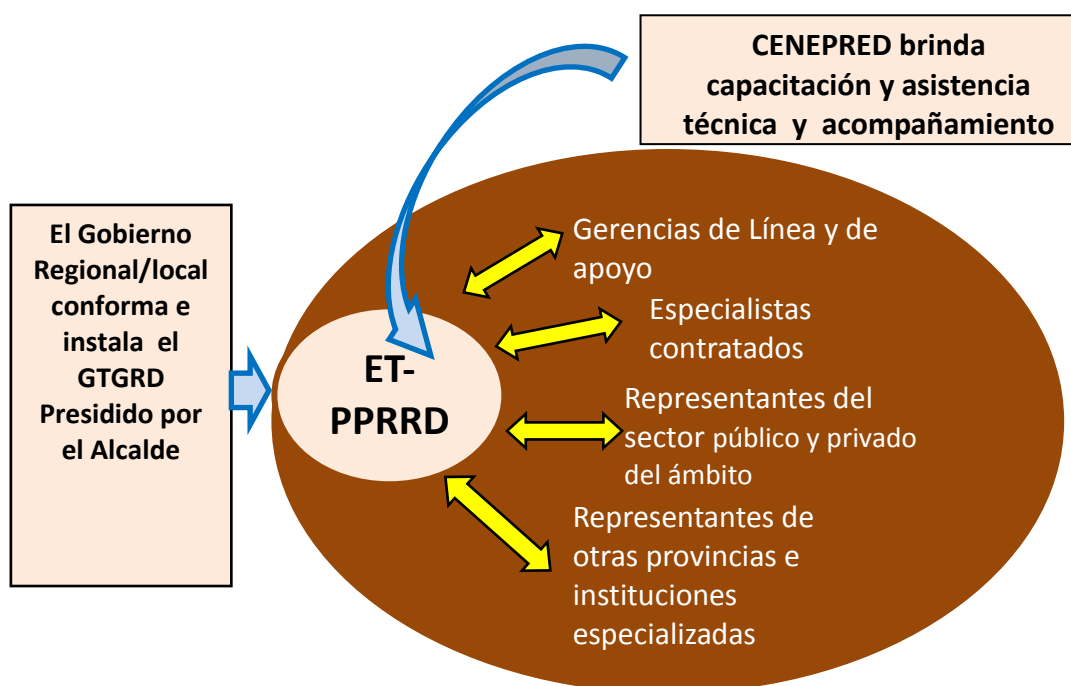 CENEPRED brinda
capacitación y asistencia
técnica y acompañamiento
El Gobierno
Regional/local
conforma e
instala el
GTGRD
Presidido por
el Alcalde
ET-
PPRRD
Gerencias de Línea y de
apoyo
Especialistas
contratados
Representantes del
sector público y privado
del ámbito
Representantes de
otras provincias e
instituciones
especializadas